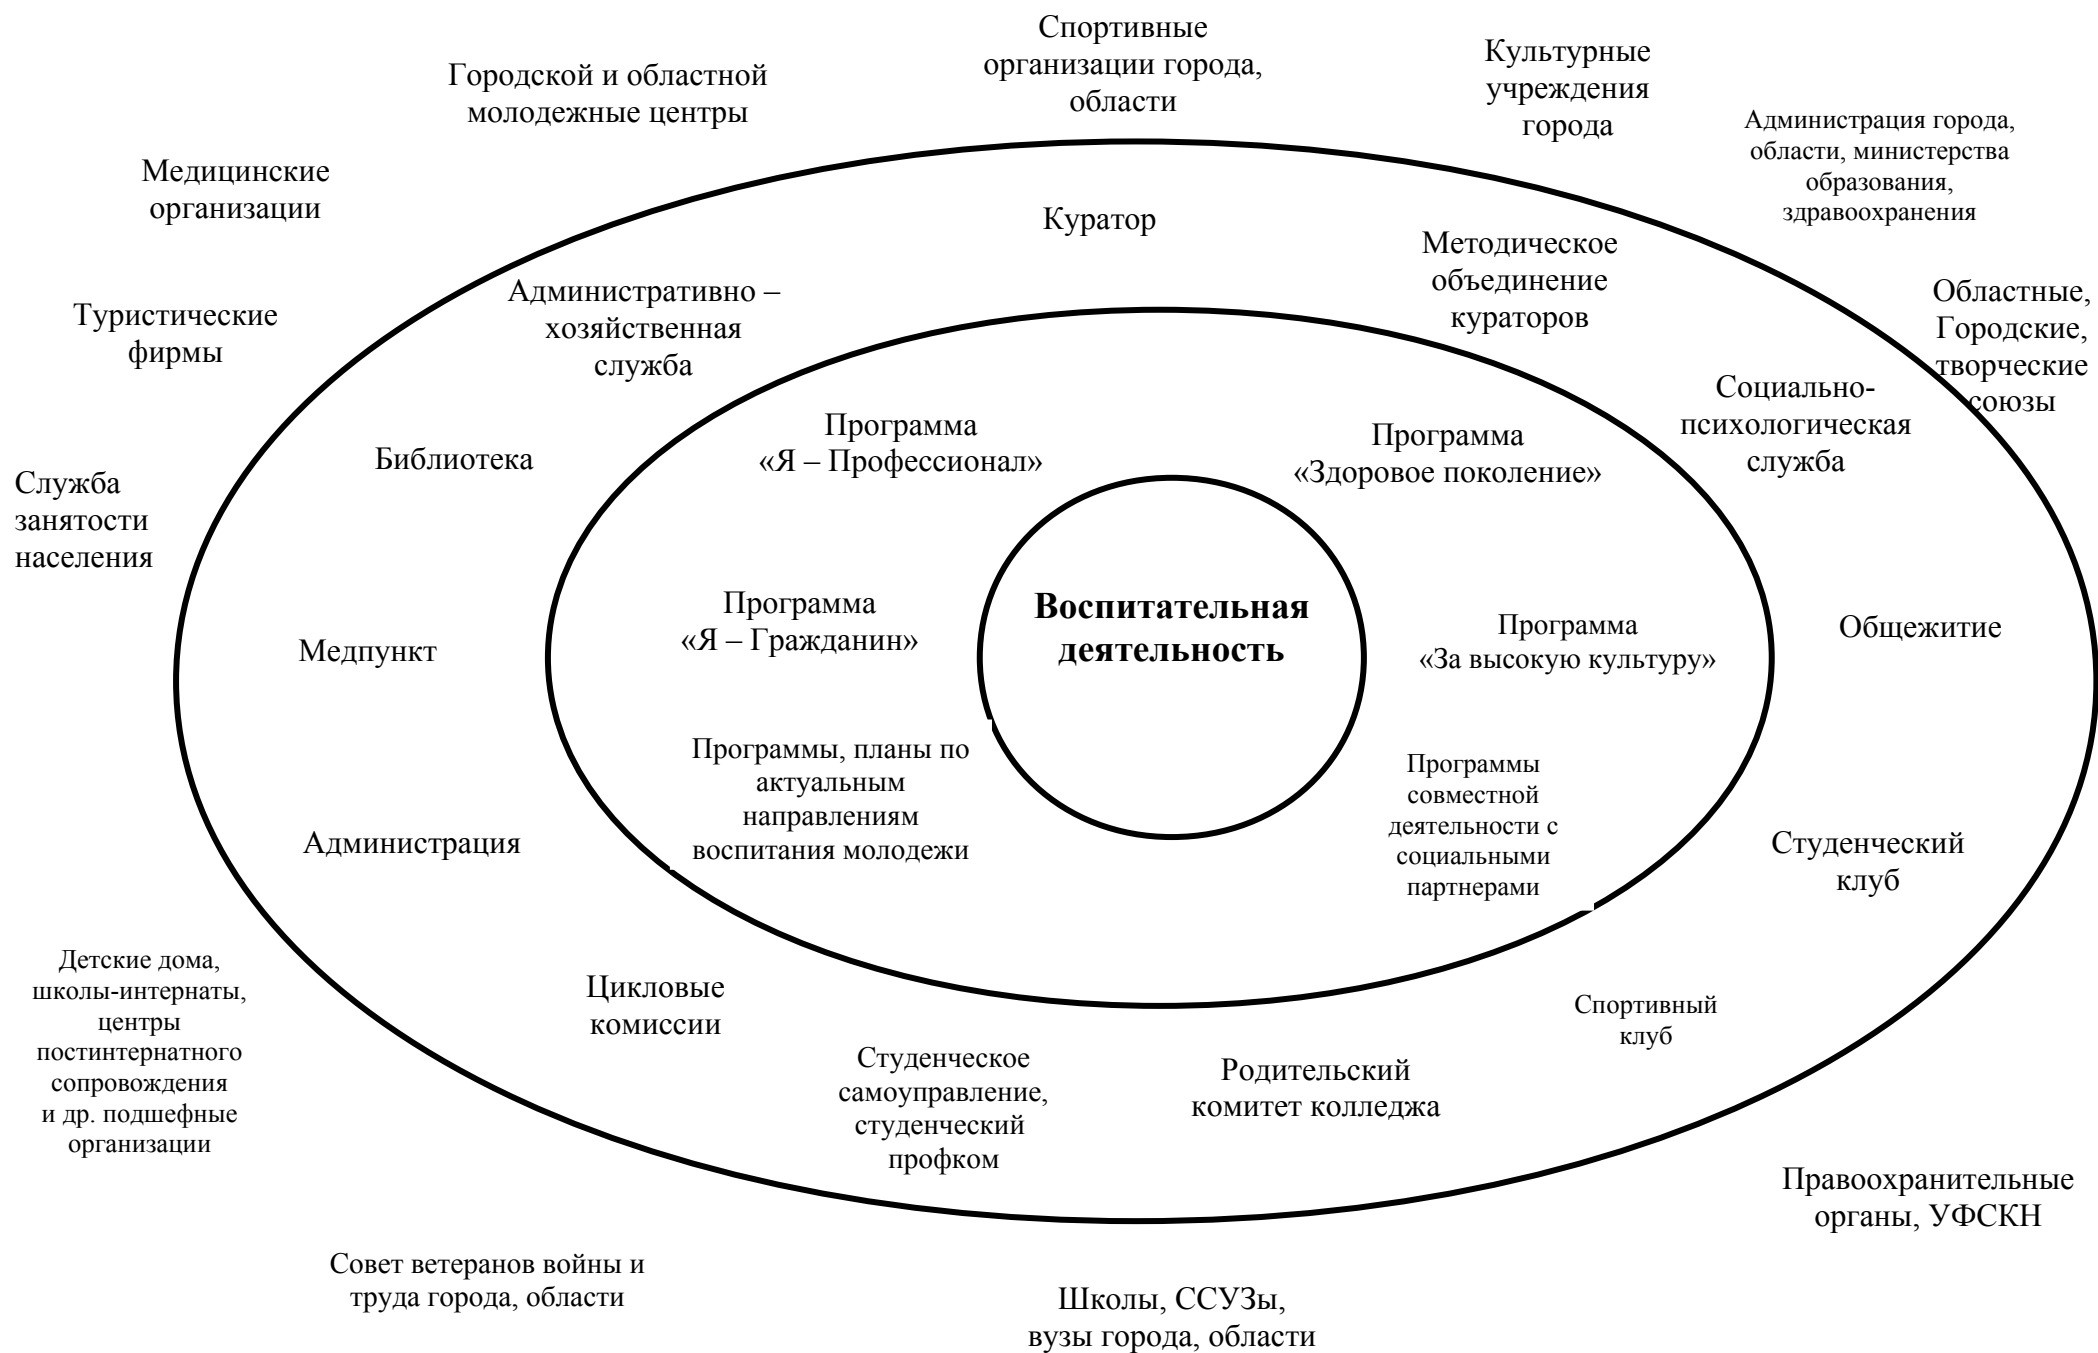 Спортивные
организации города,
области
Культурные
учреждения
города
Городской и областной
молодежные центры
Администрация города,
области, министерства
образования,
здравоохранения
Медицинские
организации
Куратор
Методическое
объединение
кураторов
Административно –
хозяйственная
служба
Областные,
Городские,
творческие
союзы
Туристические
фирмы
Социально-
психологическая
служба
Программа
«Я – Профессионал»
Программа
«Здоровое поколение»
Библиотека
Служба
занятости
населения
Воспитательная
деятельность
Программа
«Я – Гражданин»
Программа
«За высокую культуру»
Общежитие
Медпункт
Программы, планы по
актуальным
направлениям
воспитания молодежи
Программы
совместной
деятельности с
социальными
партнерами
Администрация
Студенческий
клуб
Детские дома,
школы-интернаты,
центры
постинтернатного
сопровождения
и др. подшефные
организации
Цикловые
комиссии
Спортивный
клуб
Студенческое
самоуправление,
студенческий
профком
Родительский
комитет колледжа
Правоохранительные
органы, УФСКН
Совет ветеранов войны и
труда города, области
Школы, ССУЗы,
вузы города, области